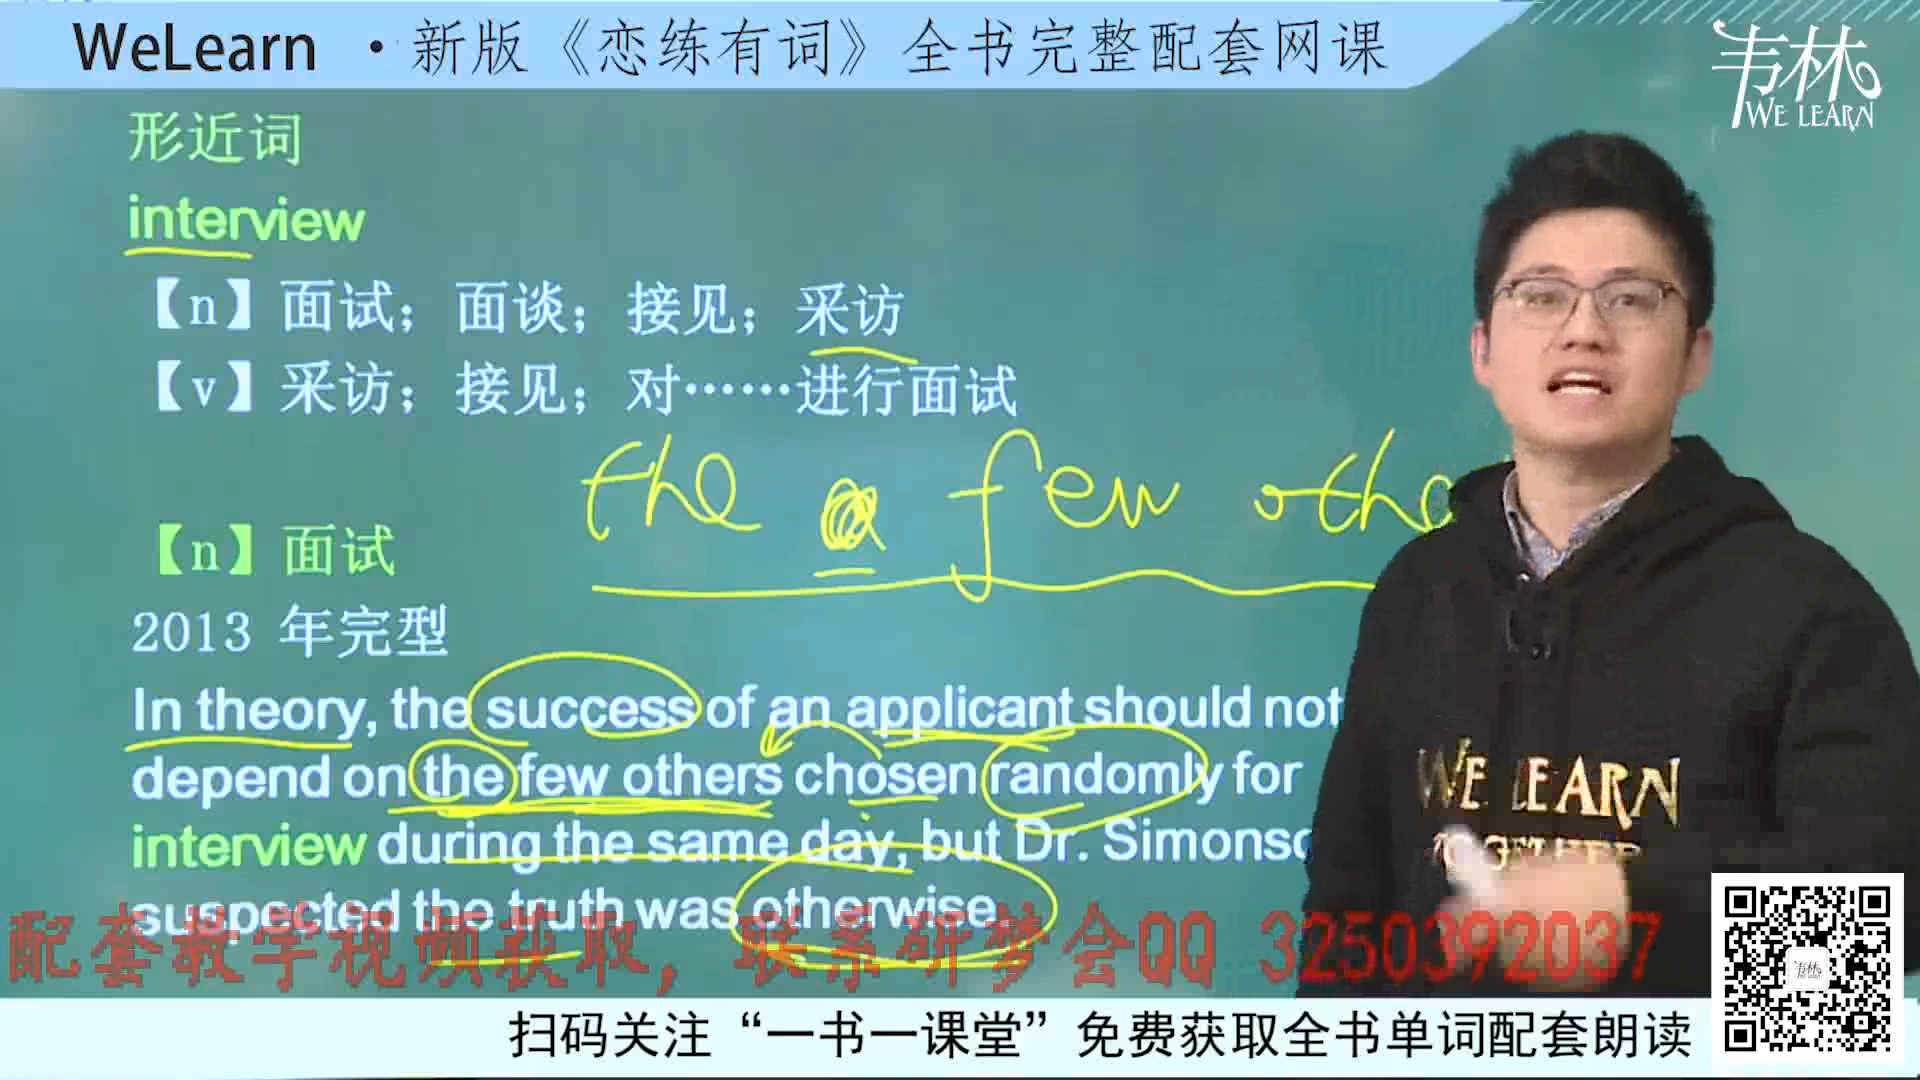 WeLearn ·新版《恋练有词》全书完整配套网课
韦林
WE LEARN
形近词
interview
【n】面试；面谈；接见；采访
【v】采访；接见；对……进行面试
the a few othe
【n】面试
2013 年完型
In theory, the success of an applicant should not
depend on the few others chosen randomly for
interview during the same day, but Dr. Simonso
suspected the truth was otherwise.
WE LEARN
TOGETHER
配套教学视频获取，联系研梦会QQ 3250392037
扫码关注“一书一课堂”免费获取全书单词配套朗读
韦林